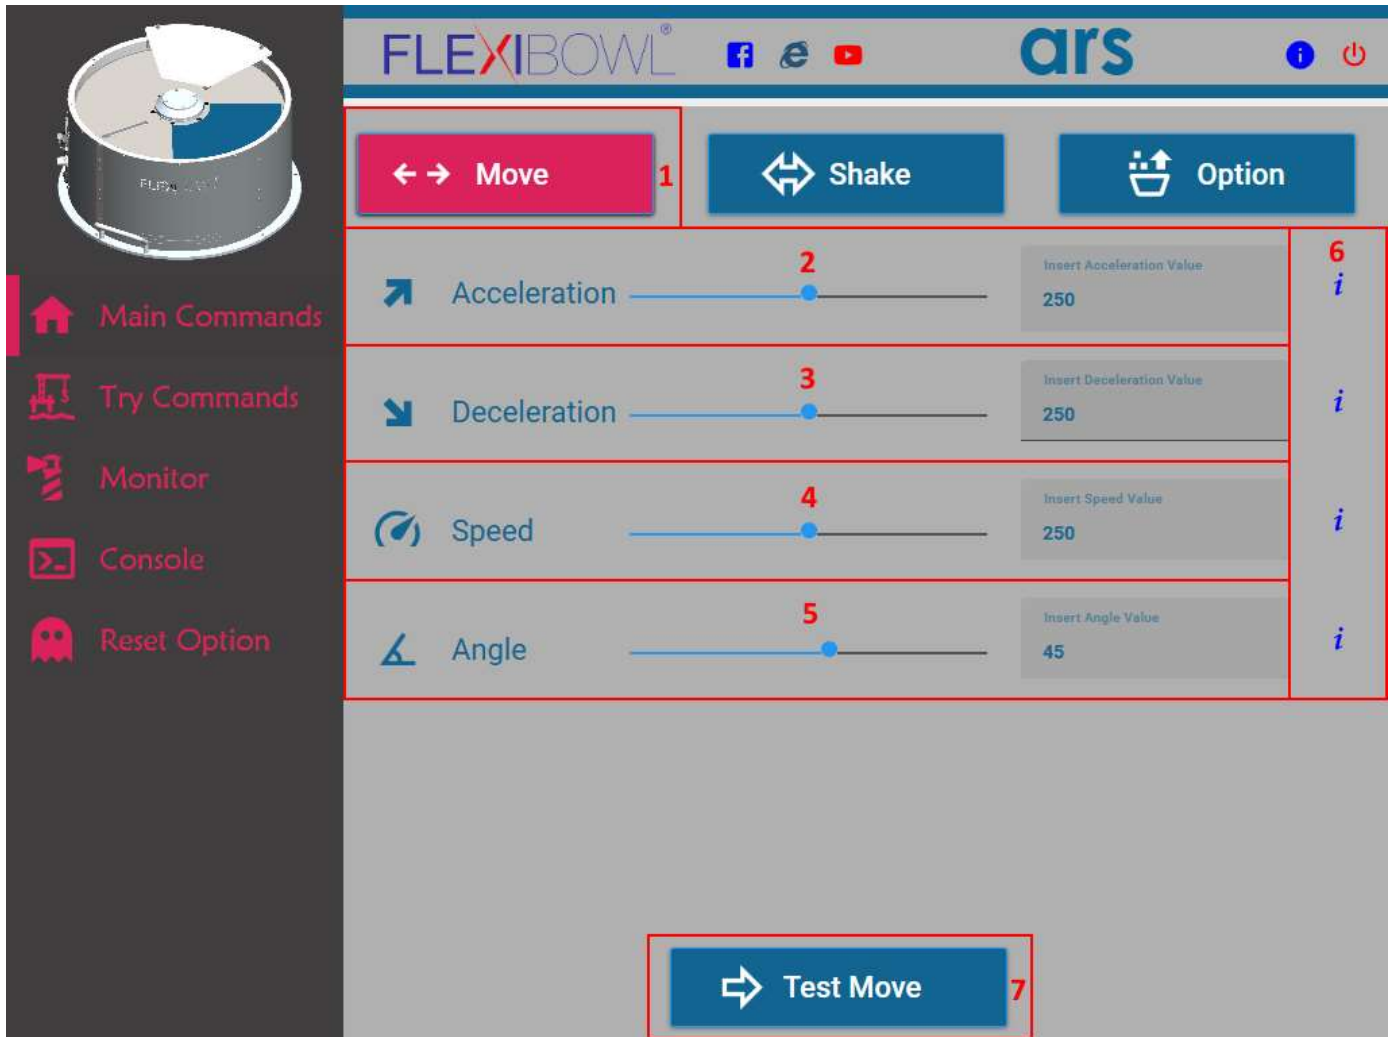 FLEXIBOWL®
ars
Move
1
Shake
Option
Main Commands
Try Commands
Monitor
Console
Reset Option
2
Acceleration
Insert Acceleration Value
250
6
i
3
Deceleration
Insert Deceleration Value
250
i
4
Speed
Insert Speed Value
250
i
5
Angle
Insert Angle Value
45
i
Test Move
7